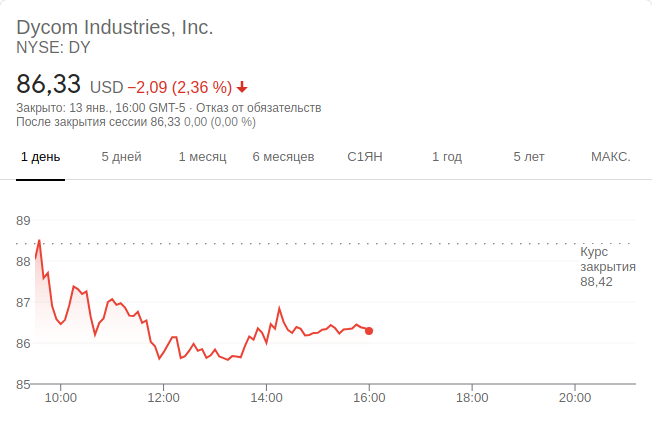 Dycom Industries, Inc.
NYSE: DY
86,33 USD −2,09 (2,36 %)
Закрыто: 13 янв., 16:00 GMT-5 · Отказ от обязательств
После закрытия сессии 86,33 0,00 (0,00 %)
1 день 5 дней 1 месяц 6 месяцев С1ЯН 1 год 5 лет МАКС.
89
Курс
закрытия
88,42
88
87
86
85
10:00 12:00 14:00 16:00 18:00 20:00